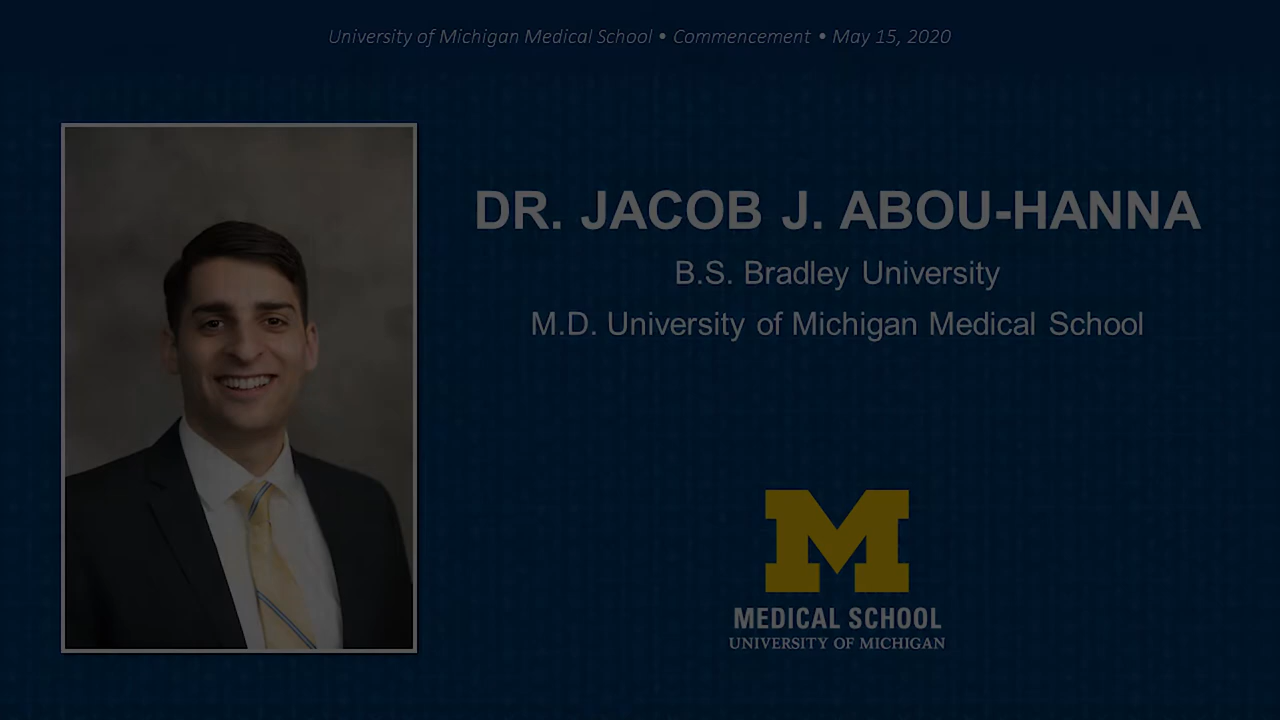 University of Michigan Medical School • Commencement • May 15, 2020
DR. JACOB J. ABOU-HANNA
B.S. Bradley University
M.D. University of Michigan Medical School
M
MEDICAL SCHOOL
UNIVERSITY OF MICHIGAN